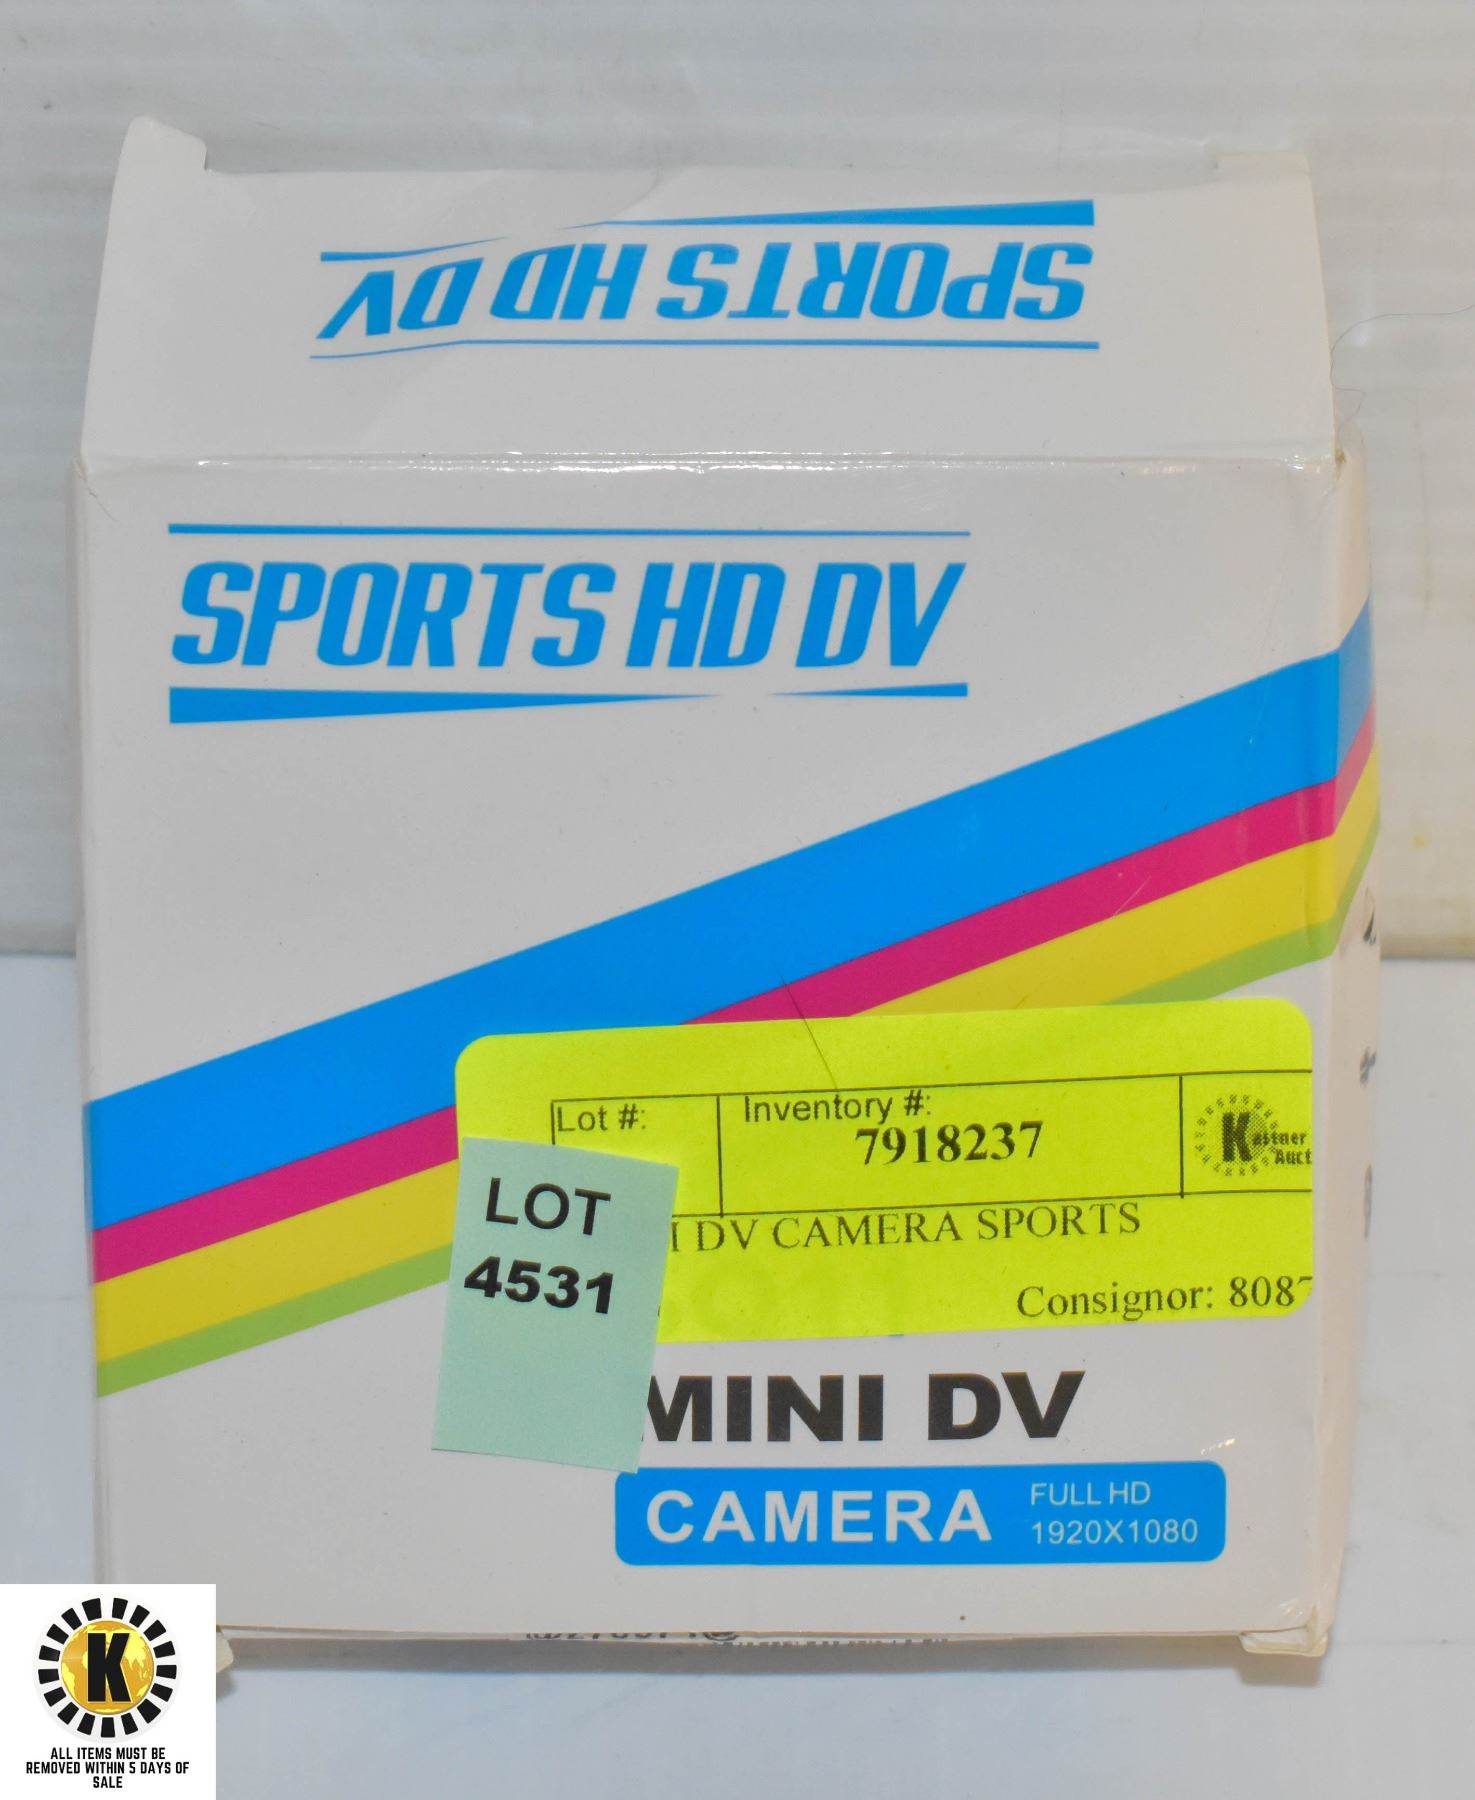 SPORTS HD DV
SPORTS HD DV
Lot #:
Inventory #:
7918237
K
LOT
4531
DV CAMERA SPORTS
Consignor: 808
MINI DV
CAMERA
FULL HD
1920X1080
K
ALL ITEMS MUST BE
REMOVED WITHIN 5 DAYS OF
SALE